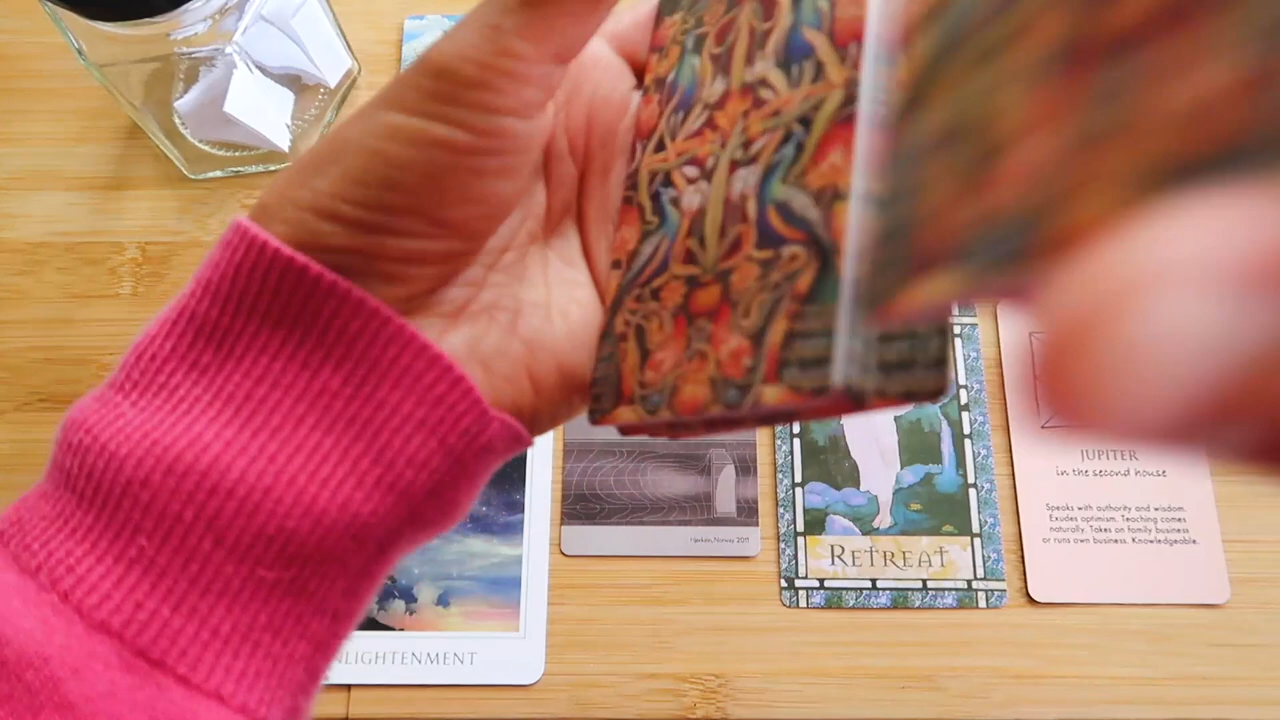 NLIGHTENMENT
Hjerkinn, Norway 2011
RETREAT
JUPITER
in the second house
Speaks with authority and wisdom.
Exudes optimism. Teaching comes
naturally. Takes on family business
or runs own business. Knowledgeable.